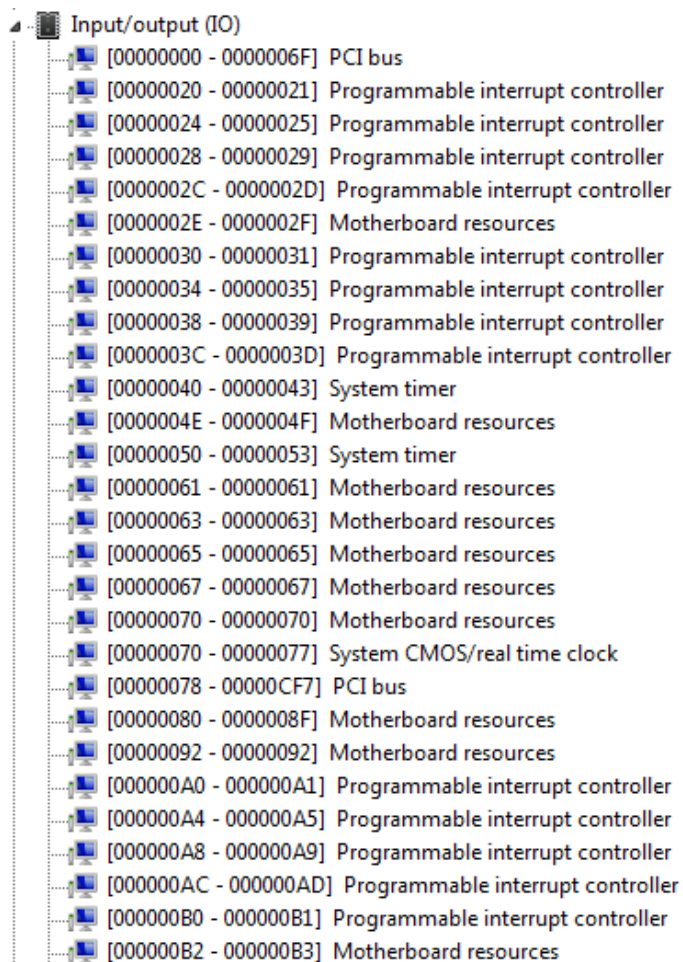 Input/output (IO)
[00000000 - 0000006F] PCI bus
[00000020 - 00000021] Programmable interrupt controller
[00000024 - 00000025] Programmable interrupt controller
[00000028 - 00000029] Programmable interrupt controller
[0000002C - 0000002D] Programmable interrupt controller
[0000002E - 0000002F] Motherboard resources
[00000030 - 00000031] Programmable interrupt controller
[00000034 - 00000035] Programmable interrupt controller
[00000038 - 00000039] Programmable interrupt controller
[0000003C - 0000003D] Programmable interrupt controller
[00000040 - 00000043] System timer
[0000004E - 0000004F] Motherboard resources
[00000050 - 00000053] System timer
[00000061 - 00000061] Motherboard resources
[00000063 - 00000063] Motherboard resources
[00000065 - 00000065] Motherboard resources
[00000067 - 00000067] Motherboard resources
[00000070 - 00000070] Motherboard resources
[00000070 - 00000077] System CMOS/real time clock
[00000078 - 00000CF7] PCI bus
[00000080 - 0000008F] Motherboard resources
[00000092 - 00000092] Motherboard resources
[000000A0 - 000000A1] Programmable interrupt controller
[000000A4 - 000000A5] Programmable interrupt controller
[000000A8 - 000000A9] Programmable interrupt controller
[000000AC - 000000AD] Programmable interrupt controller
[000000B0 - 000000B1] Programmable interrupt controller
[000000B2 - 000000B3] Motherboard resources